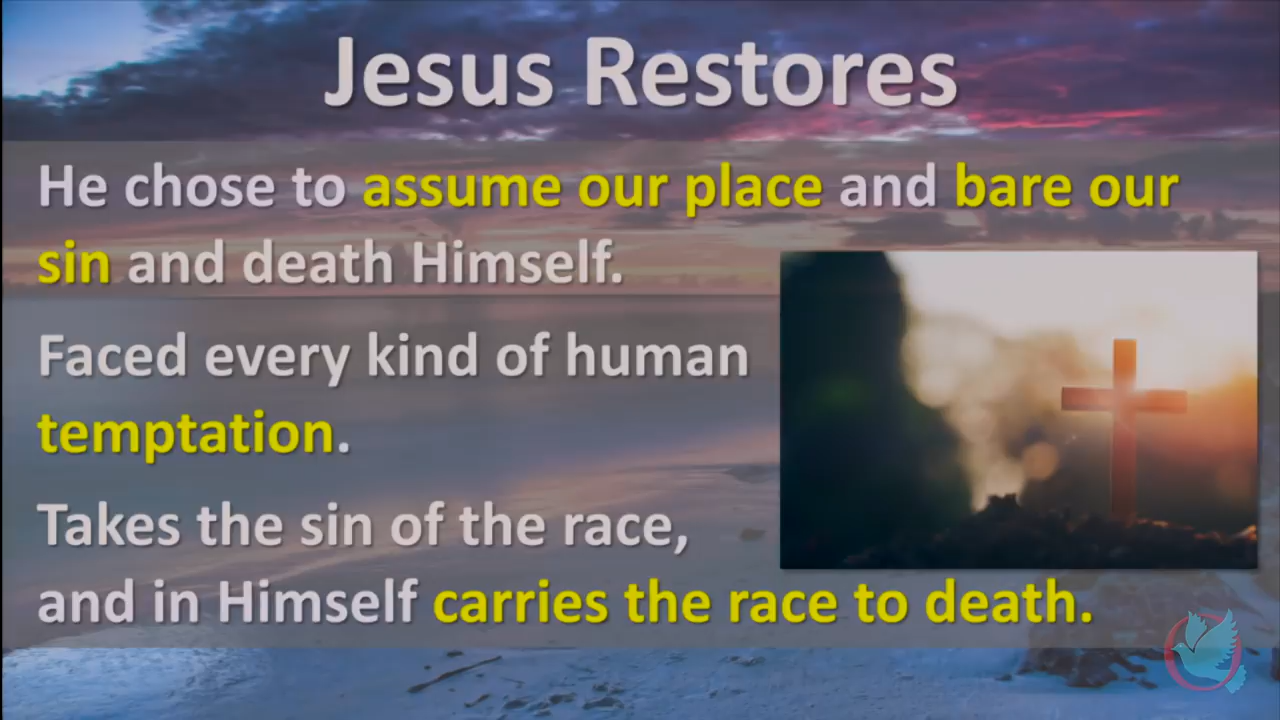 Jesus Restores
He chose to assume our place and bare our
sin and death Himself.
Faced every kind of human
temptation.
Takes the sin of the race,
and in Himself carries the race to death.